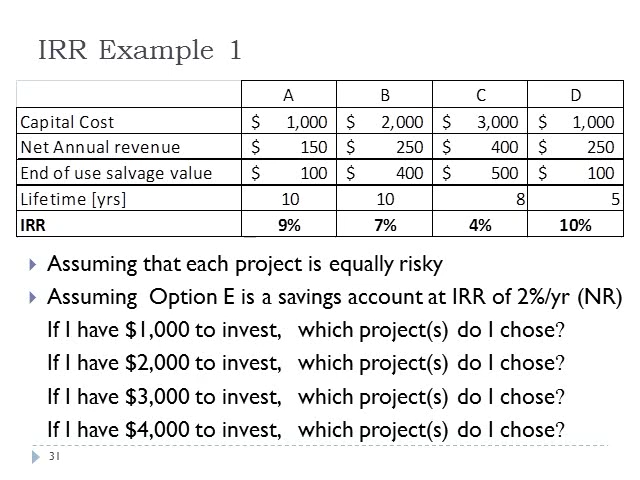 IRR Example 1
A B C D
Capital Cost $ 1,000 $ 2,000 $ 3,000 $ 1,000
Net Annual revenue $ 150 $ 250 $ 400 $ 250
End of use salvage value $ 100 $ 400 $ 500 $ 100
Lifetime [yrs] 10 10 8 5
IRR 9% 7% 4% 10%
Assuming that each project is equally risky
Assuming Option E is a savings account at IRR of 2%/yr (NR)
If I have $1,000 to invest, which project(s) do I chose?
If I have $2,000 to invest, which project(s) do I chose?
If I have $3,000 to invest, which project(s) do I chose?
If I have $4,000 to invest, which project(s) do I chose?
31